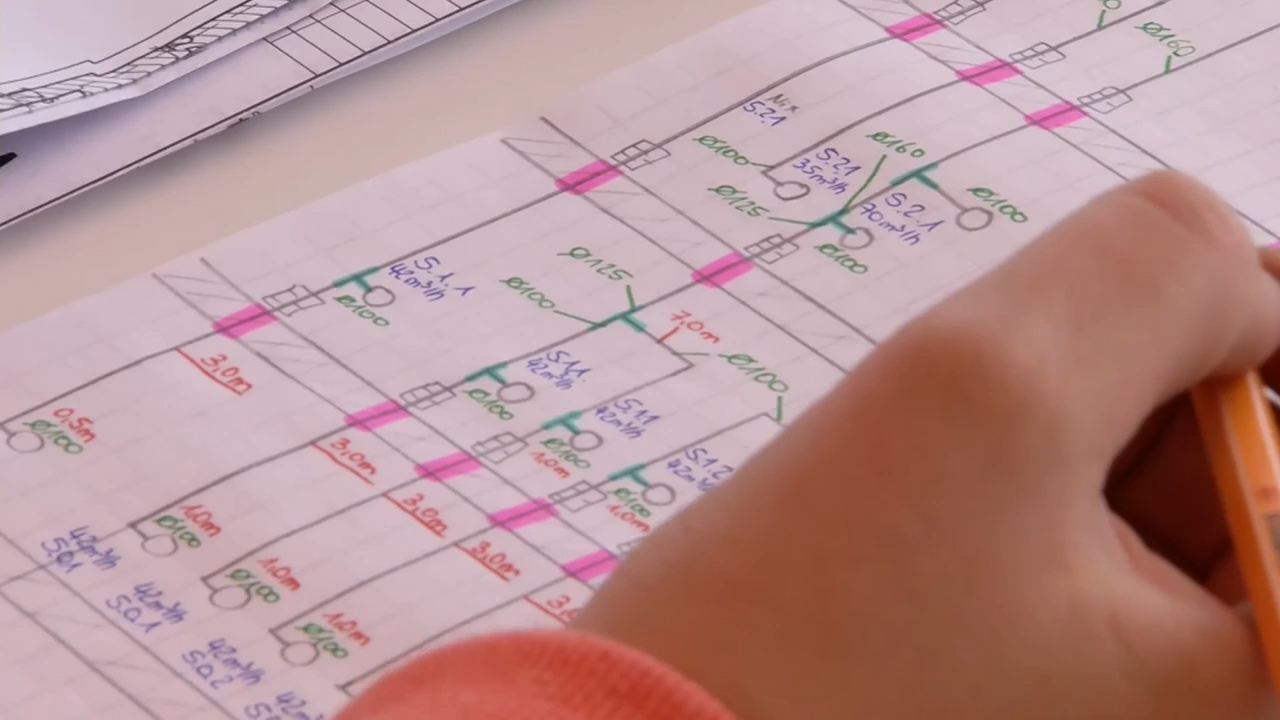 Ø160
S.2.1
Ø100
S.2.1
35m³/h
Ø160
Ø125
S.2.1
70m³/h
Ø100
Ø100
S.1.1
42m³/h
Ø100
Ø125
Ø100
7.0m
Ø100
S.1.1.
42m³/h
Ø100
S.1.1
42m³/h
Ø100
1.0m
S.1.2
Ø100
1.0m
3,0m
0,5m
Ø100
3,0m
3,0m
3,0m
1.0m
Ø100
1.0m
Ø100
1.0m
Ø100
42m³/h
S.0.1
42m³/h
S.0.1
42m³/h
S.0.2